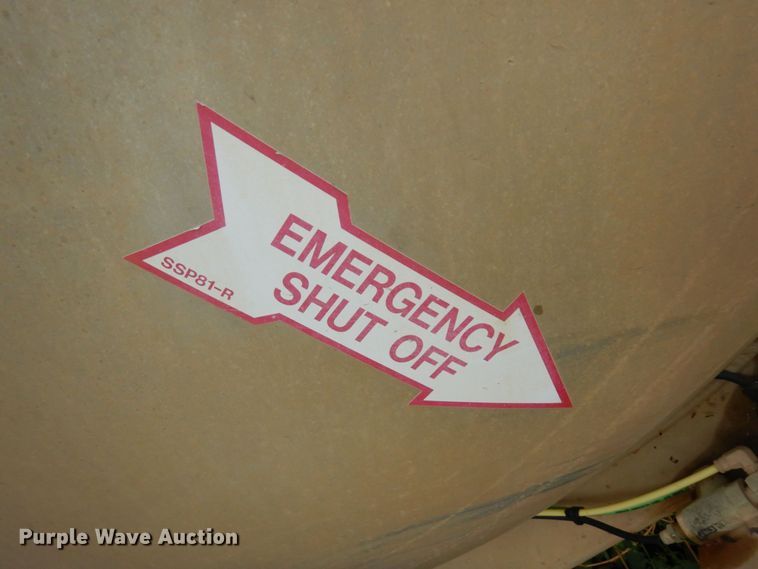 EMERGENCY
SHUT OFF
SSP81-R
Purple Wave Auction